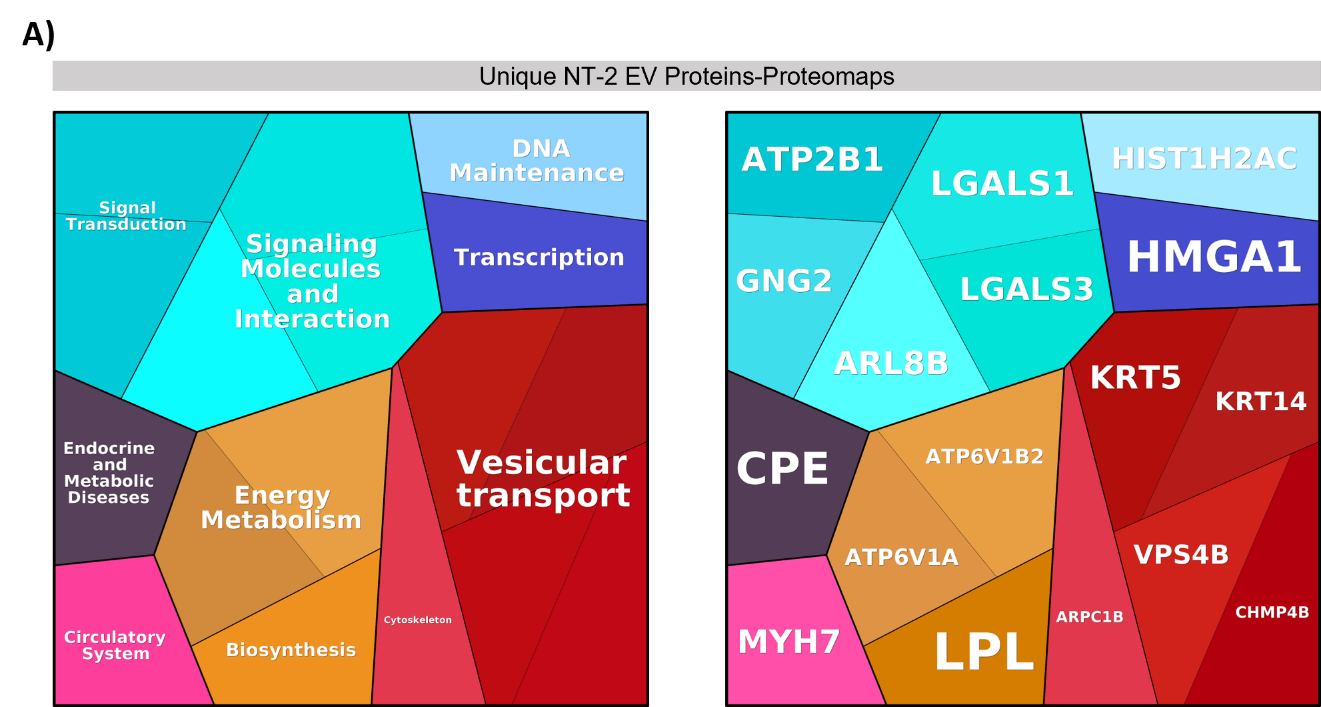 A)
Unique NT-2 EV Proteins-Proteomaps
Signal
Transduction
Signaling
Molecules
and
Interaction
DNA
Maintenance
Transcription
Endocrine
and
Metabolic
Diseases
Energy
Metabolism
Vesicular
transport
Circulatory
System
Biosynthesis
Cytoskeleton
ATP2B1
LGALS1
HIST1H2AC
GNG2
LGALS3
HMGA1
ARL8B
KRT5
KRT14
CPE
ATP6V1B2
ATP6V1A
VPS4B
MYH7
LPL
ARPC1B
CHMP4B